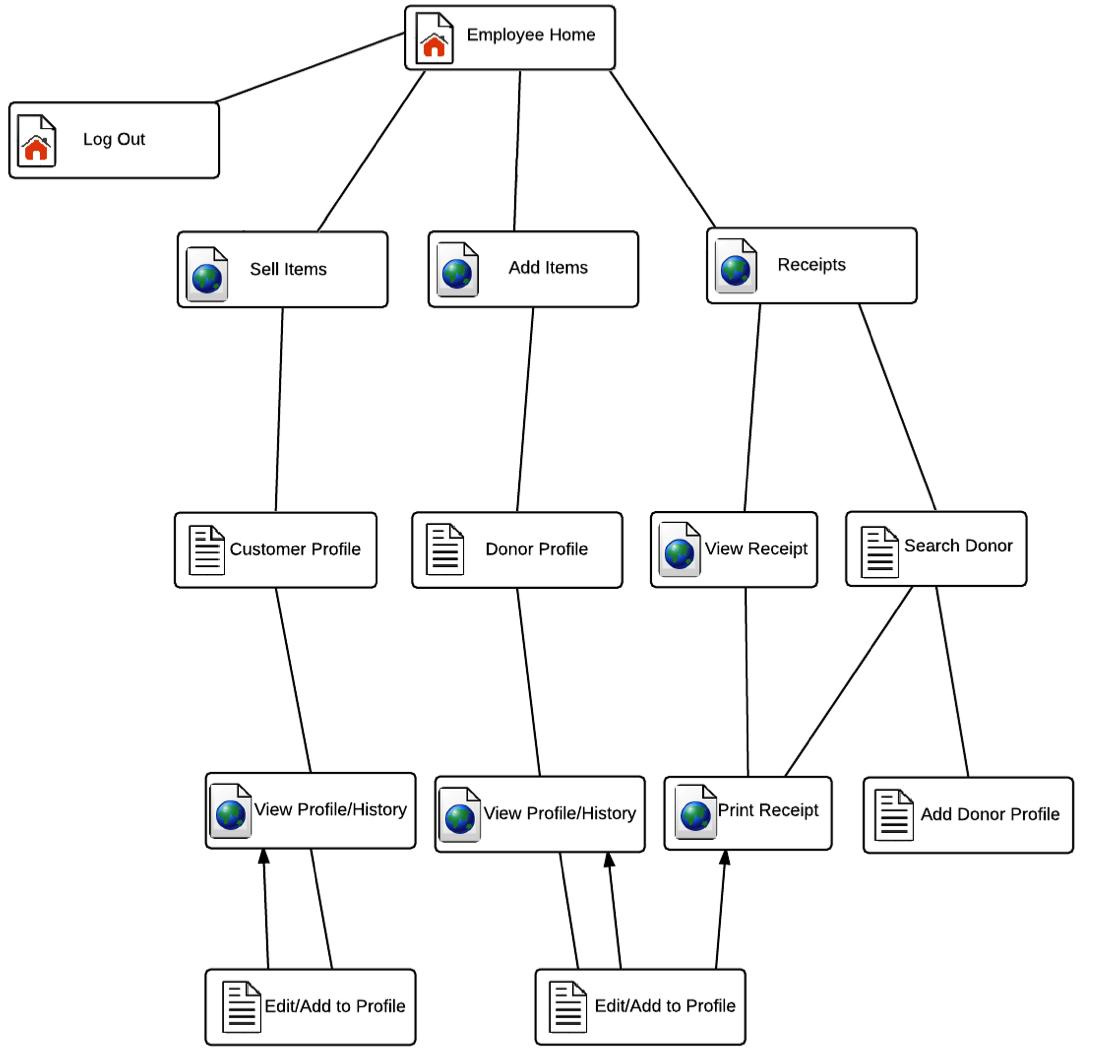 Employee Home
Log Out
Sell Items
Add Items
Receipts
Customer Profile
Donor Profile
View Receipt
Search Donor
View Profile/History
View Profile/History
Print Receipt
Add Donor Profile
Edit/Add to Profile
Edit/Add to Profile